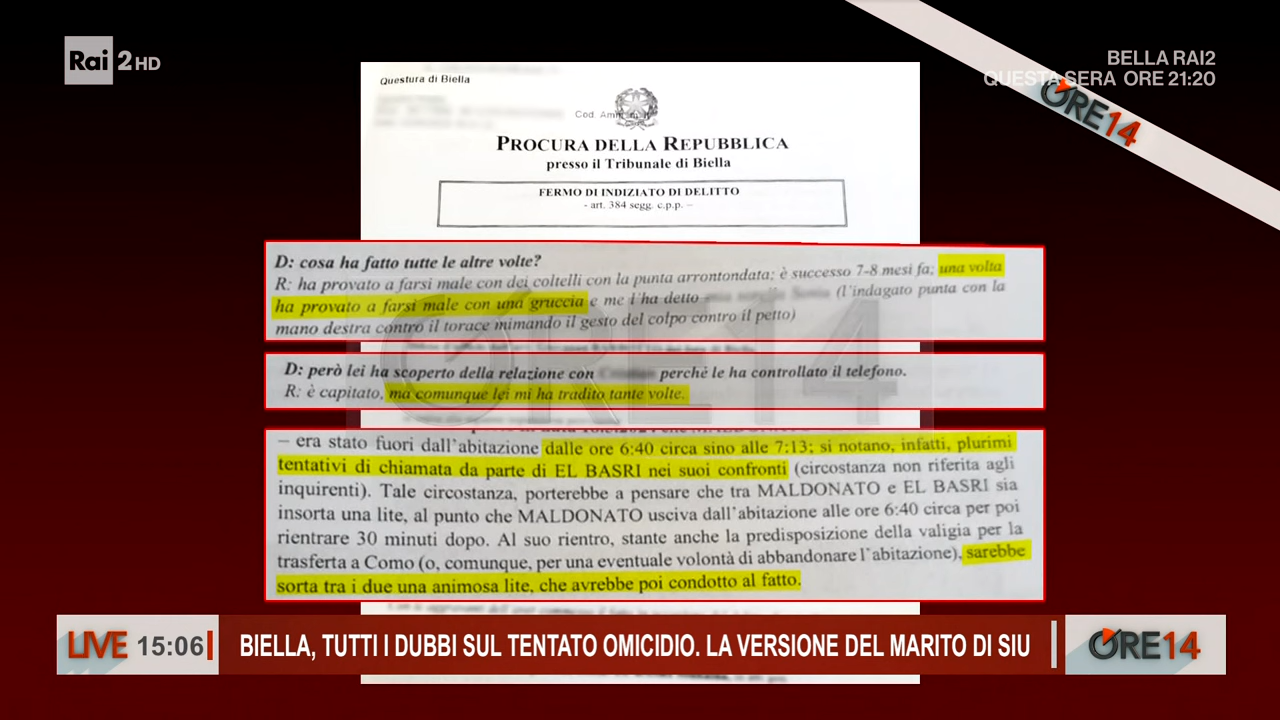 Rai 2 HD
BELLA RAI2
QUESTA SERA ORE 21:20
ORE14
Questura di Biella
Cod. Amm
PROCURA DELLA REPUBBLICA
presso il Tribunale di Biella
FERMO DI INDIZIATO DI DELITTO
- art. 384 segg. c.p.p. –
D: cosa ha fatto tutte le altre volte?
R: ha provato a farsi male con dei coltelli con la punta arrontondata; è successo 7-8 mesi fa; una volta
ha provato a farsi male con una gruccia e me l'ha detto (l'indagato punta con la
mano destra contro il torace mimando il gesto del colpo contro il petto)
D: però lei ha scoperto della relazione con perché le ha controllato il telefono.
R: è capitato, ma comunque lei mi ha tradito tante volte.
ORE14
– era stato fuori dall'abitazione dalle ore 6:40 circa sino alle 7:13; si notano, infatti, plurimi
tentativi di chiamata da parte di EL BASRI nei suoi confronti (circostanza non riferita agli
inquirenti). Tale circostanza, porterebbe a pensare che tra MALDONATO e EL BASRI sia
insorta una lite, al punto che MALDONATO usciva dall'abitazione alle ore 6:40 circa per poi
rientrare 30 minuti dopo. Al suo rientro, stante anche la predisposizione della valigia per la
trasferta a Como (o, comunque, per una eventuale volontà di abbandonare l'abitazione), sarebbe
sorta tra i due una animosa lite, che avrebbe poi condotto al fatto.
LIVE 15:06
BIELLA, TUTTI I DUBBI SUL TENTATO OMICIDIO. LA VERSIONE DEL MARITO DI SIU
ORE14